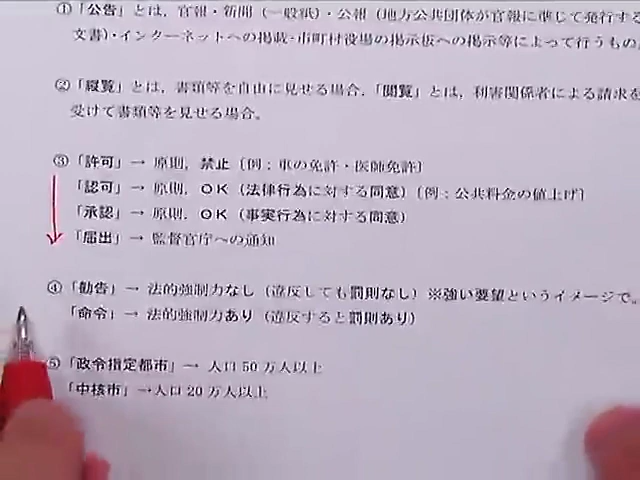 ①「公告」とは，官報・新聞（一般紙）・公報（地方公共団体が官報に準じて発行する
文書）・インターネットへの掲載・市町村役場の掲示板への掲示等によって行うもの
②「縦覧」とは，書類等を自由に見せる場合，「閲覧」とは，利害関係者による請求を
受けて書類等を見せる場合。
③「許可」→ 原則，禁止〔例：車の免許・医師免許〕
「認可」→ 原則，ＯＫ（法律行為に対する同意）〔例：公共料金の値上げ〕
「承認」→ 原則，ＯＫ（事実行為に対する同意）
「届出」→ 監督官庁への通知
④「勧告」→ 法的強制力なし（違反しても罰則なし）※強い要望というイメージで。
「命令」→ 法的強制力あり（違反すると罰則あり）
⑤「政令指定都市」→ 人口50万人以上
「中核市」→人口20万人以上